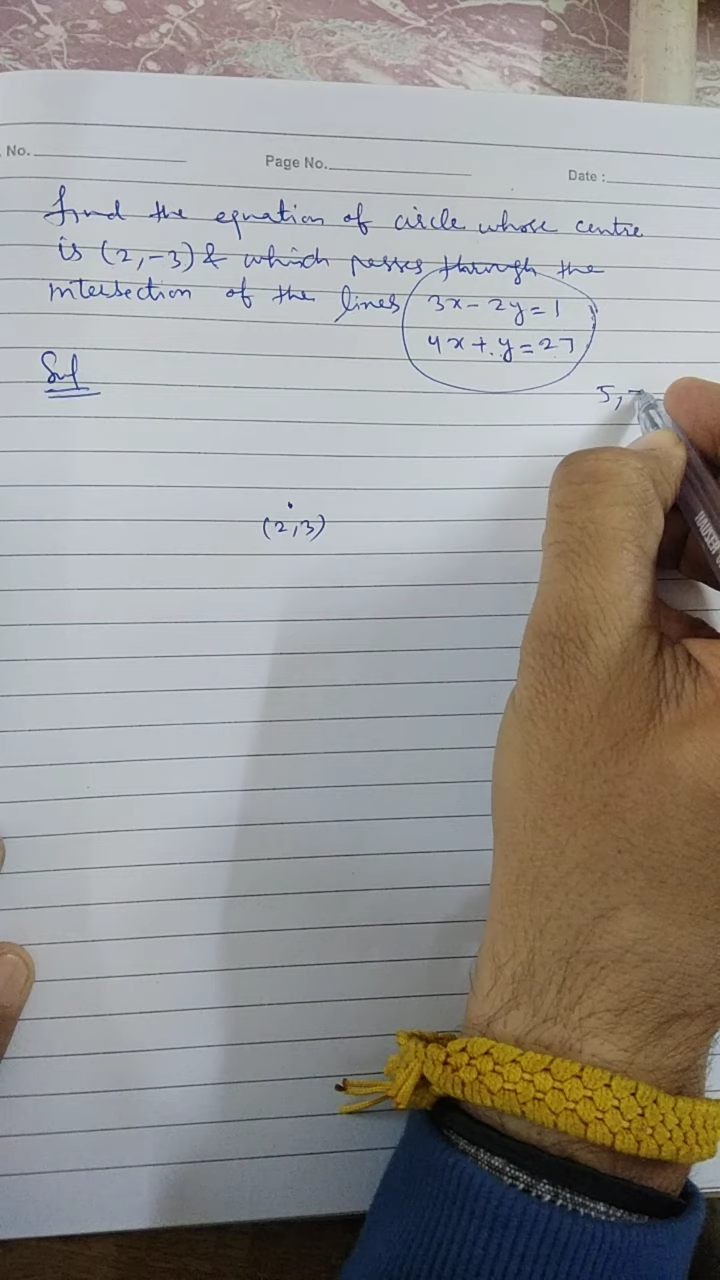 . No.
Page No.
Date :
find the equation of circle whose centre
is (2,-3) & which passes through the
intersection of the lines 3x - 2y = 1
4x + y = 27
Sol
5,
(2,3)